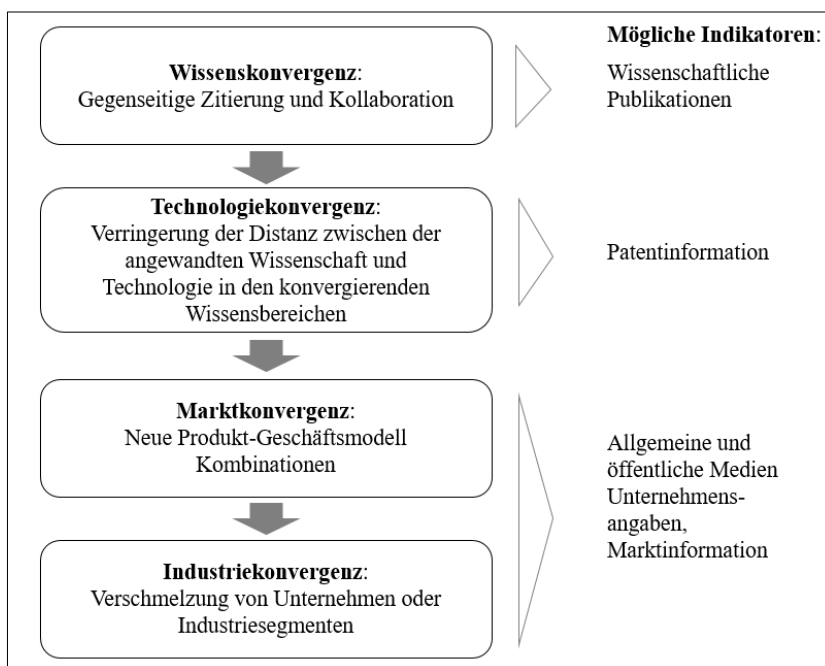 Mögliche Indikatoren:
Wissenskonvergenz:
Gegenseitige Zitierung und Kollaboration
Wissenschaftliche
Publikationen
Technologiekonvergenz:
Verringerung der Distanz zwischen der
angewandten Wissenschaft und
Technologie in den konvergierenden
Wissensbereichen
Patentinformation
Marktkonvergenz:
Neue Produkt-Geschäftsmodell
Kombinationen
Industriekonvergenz:
Verschmelzung von Unternehmen oder
Industriesegmenten
Allgemeine und
öffentliche Medien
Unternehmens-
angaben,
Marktinformation